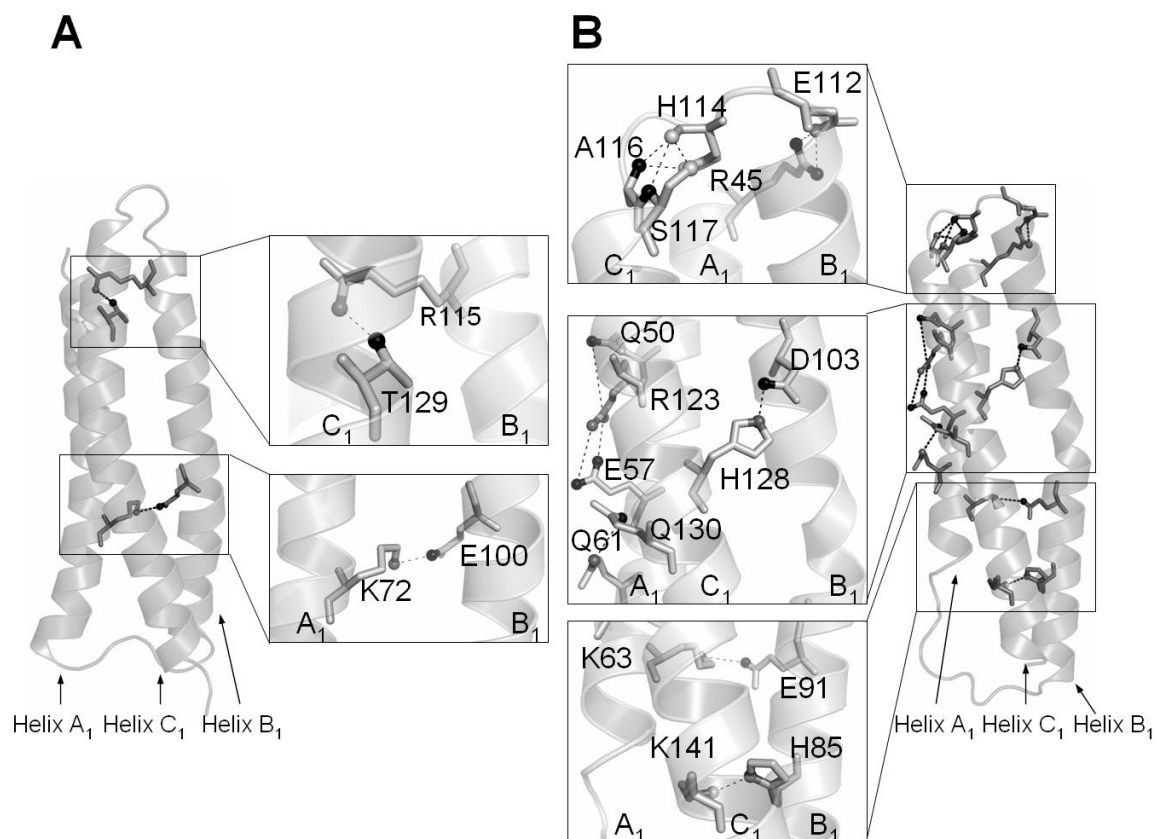 A
B
H114
E112
A116
R45
S117
C₁
A₁
B₁
R115
T129
C₁
B₁
Q50
D103
R123
E57
H128
Q61
Q130
A₁
C₁
B₁
K72
E100
A₁
B₁
K63
E91
K141
H85
A₁
C₁
B₁
Helix A₁ Helix C₁ Helix B₁
Helix A₁ Helix C₁ Helix B₁